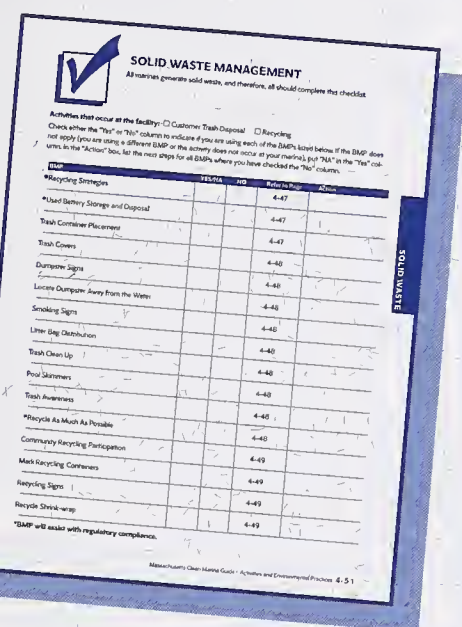 SOLID WASTE MANAGEMENT
All marinas generate solid waste, and therefore, all should complete this checklist.
Activities that occur at the facility: Customer Trash Disposal Recycling
Check either the "Yes" or "No" column to indicate if you are using each of the BMPs listed below. If the BMP does
not apply (you are using a different BMP or the activity does not occur at your marina), put "NA" in the "Yes" col-
umn. in the "Action" box, list the next steps for all BMPs where you have checked the "No" column.
BMP YES/NA NO Refer to Page Action
*Recycling Strategies 4-47
*Used Battery Storage and Disposal 4-47
Trash Container Placement 4-47
Trash Covers 4-48
Dumpster Signs 4-48
Locate Dumpster Away from the Water 4-48
Smoking Signs 4-48
Litter Bag Distribution 4-48
Trash Clean Up 4-48
Pool Skimmers 4-48
Trash Awareness 4-48
*Recycle As Much As Possible 4-48
Community Recycling Participation 4-49
Mark Recycling Containers 4-49
Recycling Signs 4-49
Recycle Shrink-wrap 4-49
*BMP will assist with regulatory compliance.
SOLID WASTE
Massachusetts Clean Marina Guide • Activities and Environmental Practices 4-51